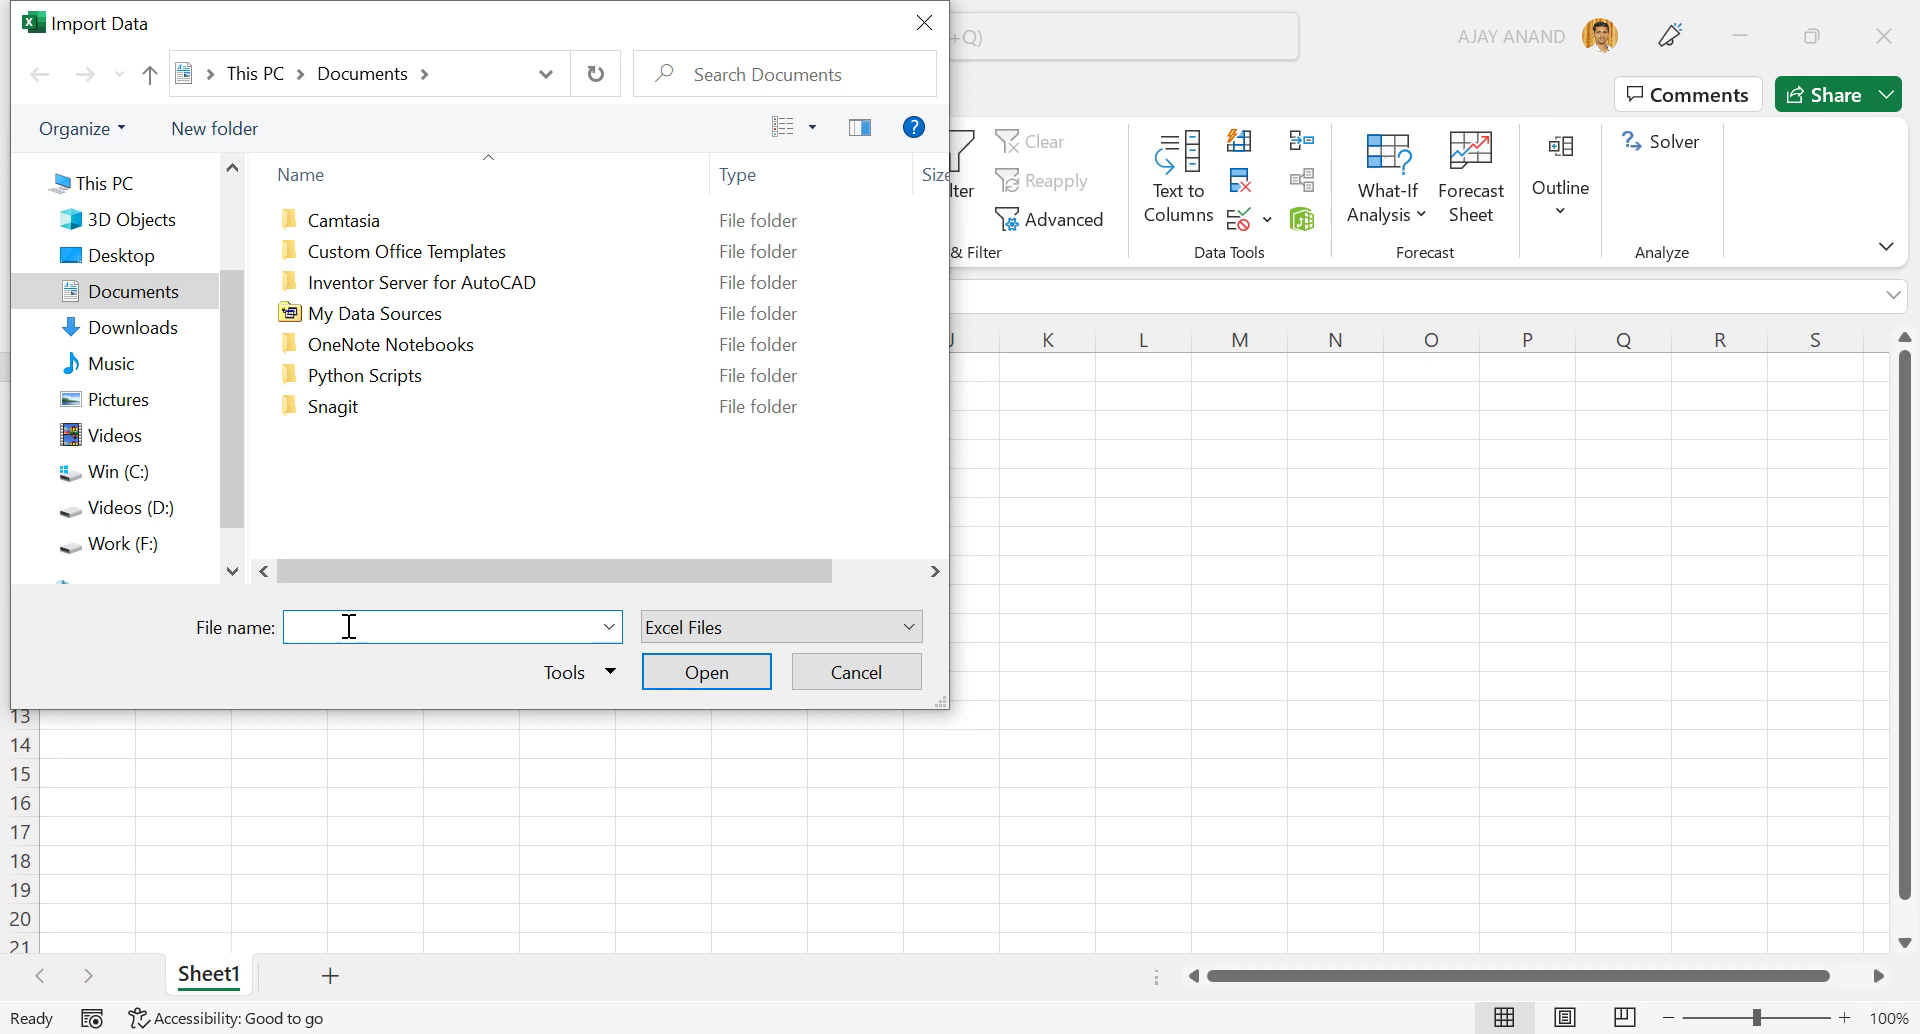 Import Data
+Q)
AJAY ANAND
This PC > Documents >
Search Documents
Comments
Share
Organize
New folder
?
Name
Type
Size
This PC
3D Objects
Desktop
Documents
Downloads
Music
Pictures
Videos
Win (C:)
Videos (D:)
Work (F:)
Camtasia File folder
Custom Office Templates File folder
Inventor Server for AutoCAD File folder
My Data Sources File folder
OneNote Notebooks File folder
Python Scripts File folder
Snagit File folder
File name:
Excel Files
Tools
Open
Cancel
lter
Clear
Reapply
Advanced
& Filter
Text to
Columns
Data Tools
What-If
Analysis
Forecast
Sheet
Forecast
Outline
Solver
Analyze
J K L M N O P Q R S
13
14
15
16
17
18
19
20
21
Sheet1
Ready
Accessibility: Good to go
100%